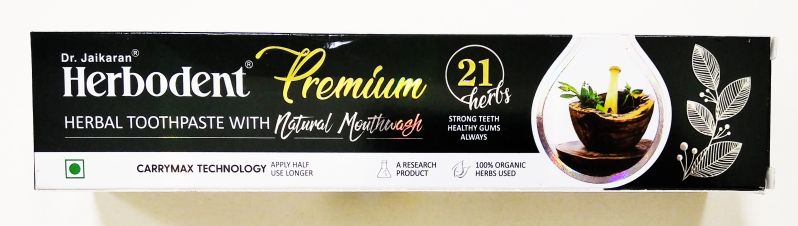 Dr. Jaikaran®
Herbodent® Premium
HERBAL TOOTHPASTE WITH Natural Mouthwash
21
herbs
STRONG TEETH
HEALTHY GUMS
ALWAYS
CARRYMAX TECHNOLOGY
APPLY HALF
USE LONGER
A RESEARCH
PRODUCT
100% ORGANIC
HERBS USED